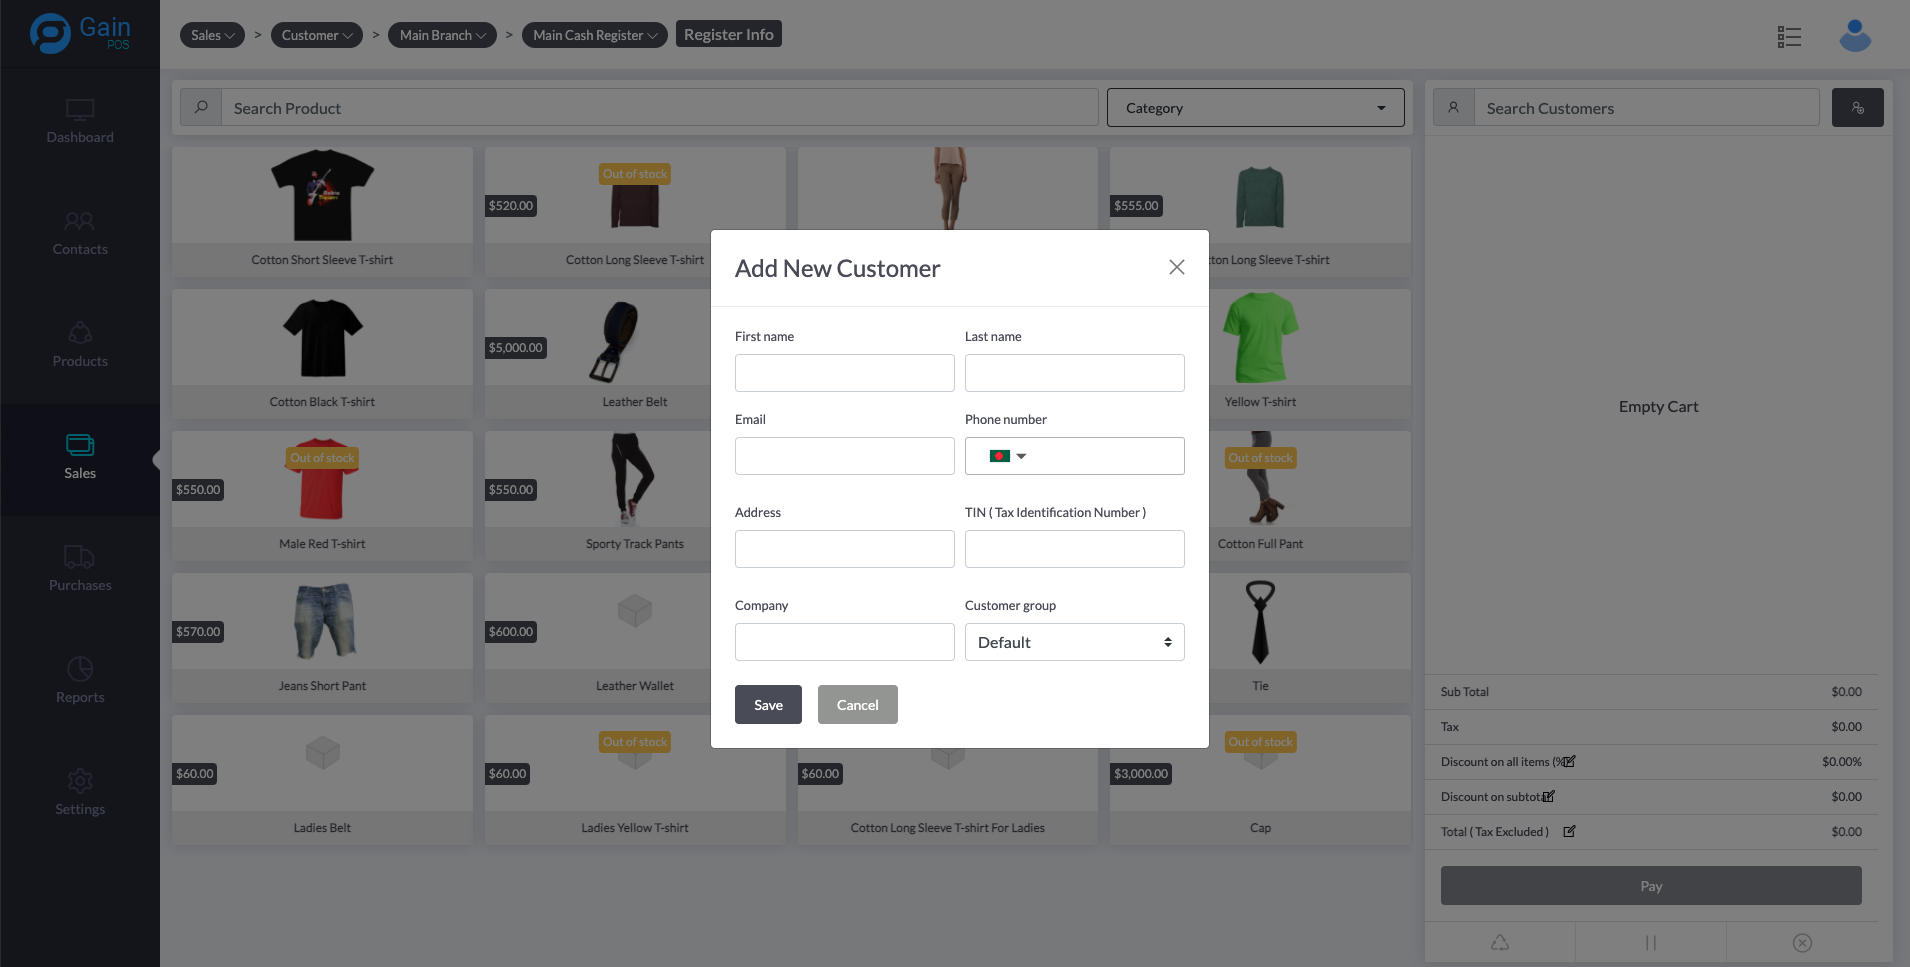 Gain
POS
Sales > Customer > Main Branch > Main Cash Register Register Info
Dashboard
Contacts
Products
Sales
Purchases
Reports
Settings
Search Product
Category
Cotton Short Sleeve T-shirt
Out of stock
$520.00
Cotton Long Sleeve T-shirt
$555.00
tton Long Sleeve T-shirt
Cotton Black T-shirt
$5,000.00
Leather Belt
Yellow T-shirt
Out of stock
$550.00
Male Red T-shirt
$550.00
Sporty Track Pants
Out of stock
Cotton Full Pant
$570.00
Jeans Short Pant
$600.00
Leather Wallet
Tie
$60.00
Ladies Belt
Out of stock
$60.00
Ladies Yellow T-shirt
$60.00
Cotton Long Sleeve T-shirt For Ladies
Out of stock
$3,000.00
Cap
Add New Customer
First name
Last name
Email
Phone number
Address
TIN ( Tax Identification Number )
Company
Customer group
Default
Save
Cancel
Search Customers
Empty Cart
Sub Total $0.00
Tax $0.00
Discount on all items (% $0.00%
Discount on subtotal $0.00
Total ( Tax Excluded ) $0.00
Pay